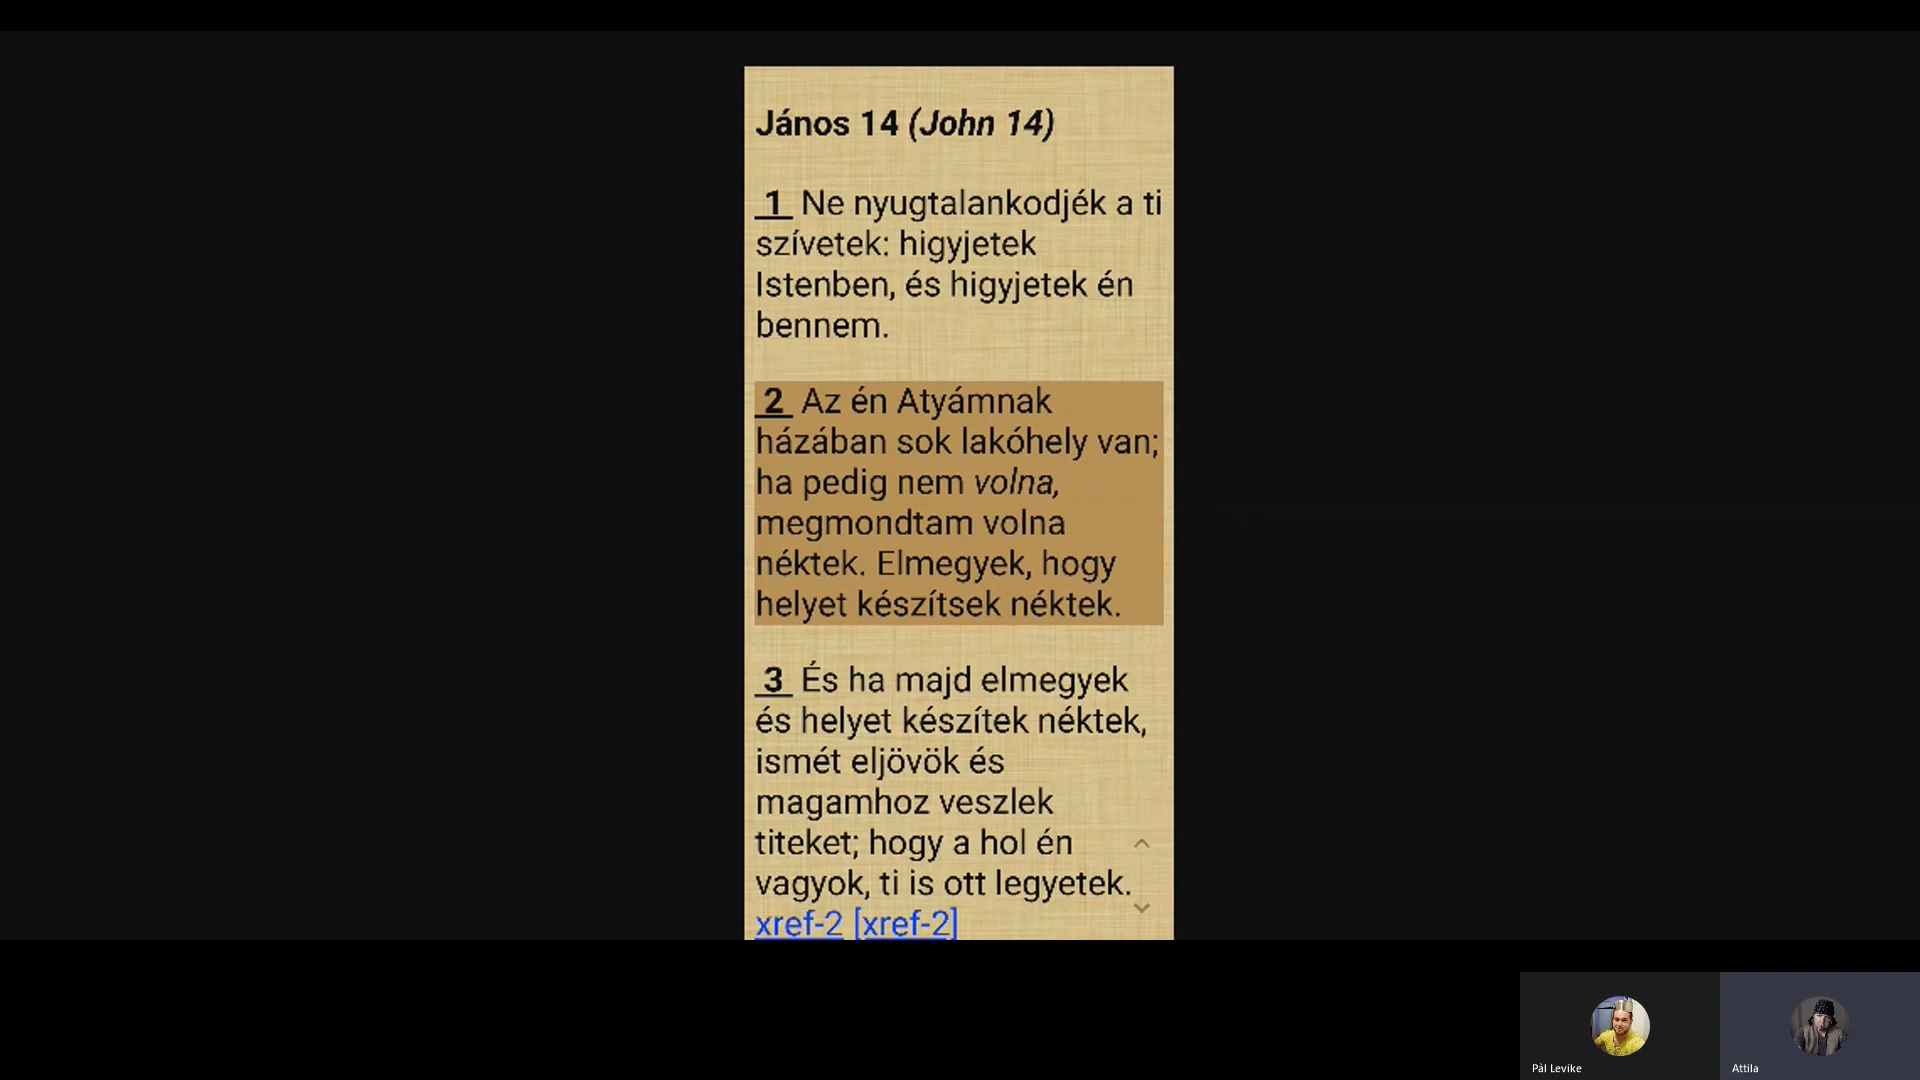 János 14 (John 14)
1 Ne nyugtalankodjék a ti
szívetek: higyjetek
Istenben, és higyjetek én
bennem.
2 Az én Atyámnak
házában sok lakóhely van;
ha pedig nem volna,
megmondtam volna
néktek. Elmegyek, hogy
helyet készítsek néktek.
3 És ha majd elmegyek
és helyet készítek néktek,
ismét eljövök és
magamhoz veszlek
titeket; hogy a hol én
vagyok, ti is ott legyetek.
xref-2 [xref-2]
Pàl Levike
Attila